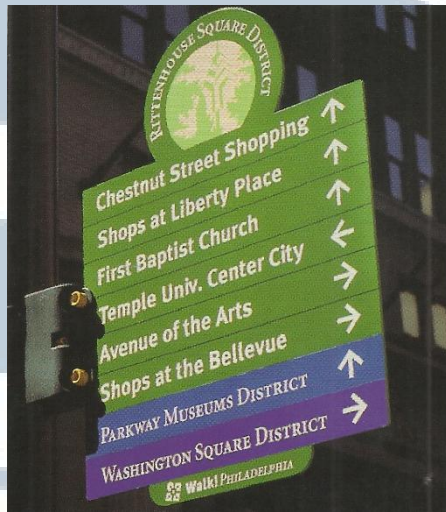 RITTENHOUSE SQUARE DISTRICT
Chestnut Street Shopping
Shops at Liberty Place
First Baptist Church
Temple Univ. Center City
Avenue of the Arts
Shops at the Bellevue
PARKWAY MUSEUMS DISTRICT
WASHINGTON SQUARE DISTRICT
Walk! PHILADELPHIA